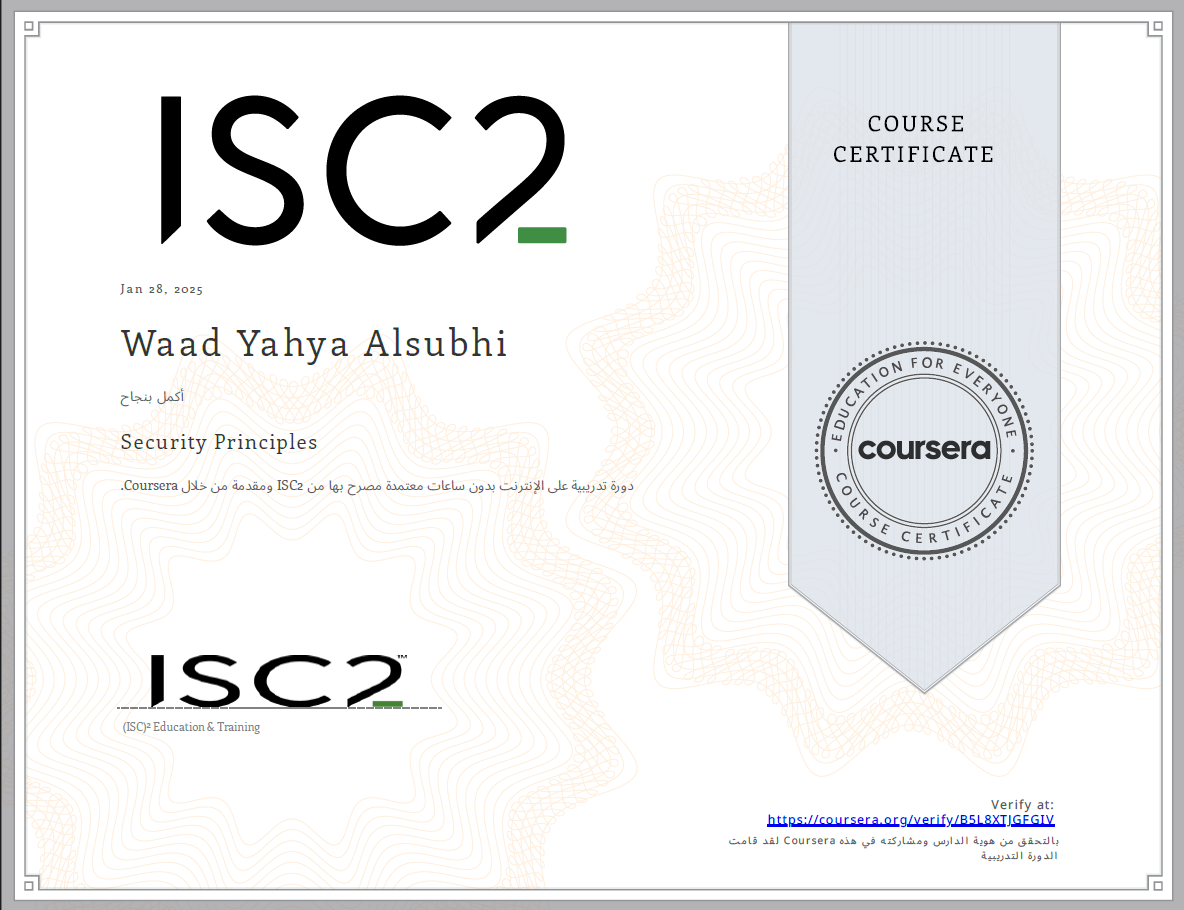 ISC2
COURSE
CERTIFICATE
Jan 28, 2025
Waad Yahya Alsubhi
أكمل بنجاح
Security Principles
دورة تدريبية على الإنترنت بدون ساعات معتمدة مصرح بها من ISC2 ومقدمة من خلال Coursera.
EDUCATION FOR EVERYONE
coursera
COURSE CERTIFICATE
ISC2™
(ISC)² Education & Training
Verify at:
https://coursera.org/verify/B5L8XTJGFGIV
لقد قامت Coursera بالتحقق من هوية الدارس ومشاركته في هذه
الدورة التدريبية